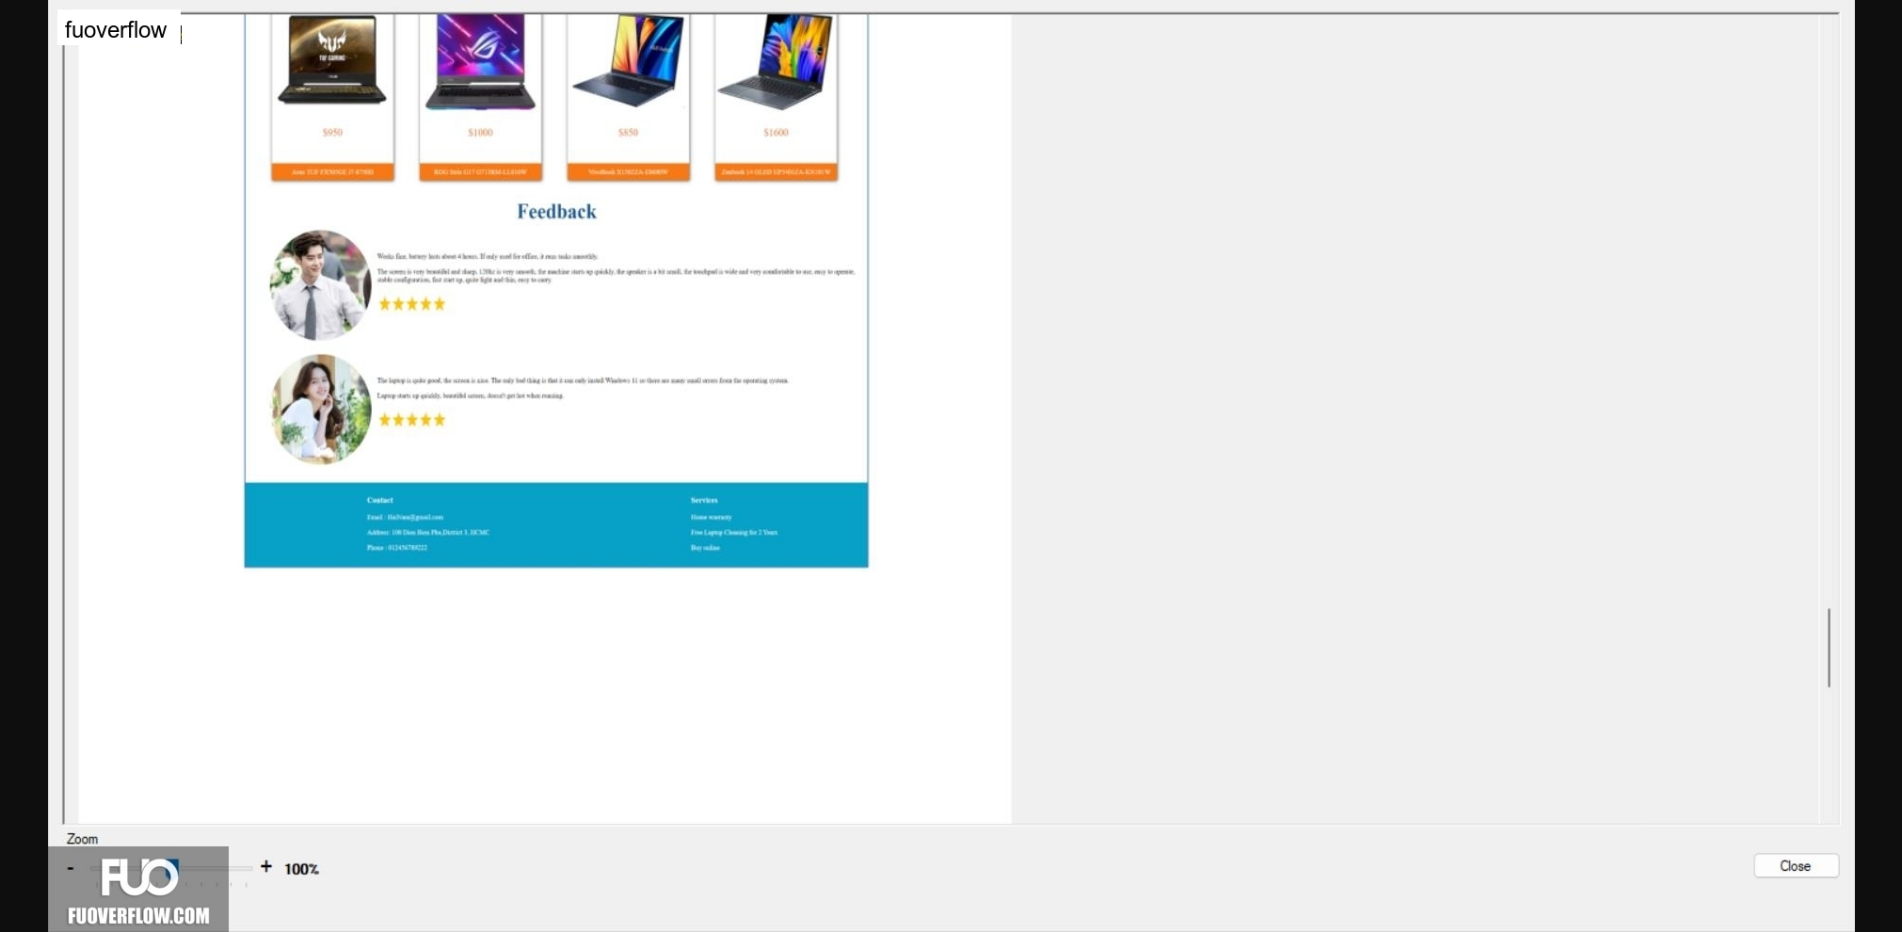 fuoverflow
$950 $1000 $850 $1600
Feedback
Works fine, battery lasts about 4 hours. If only used for office, it runs tasks smoothly.
The screen is very beautiful and sharp, 120hz is very smooth, the machine starts up quickly, the speaker is a bit small, the touchpad is wide and very comfortable to use, easy to operate,
stable configuration, fast start up, quite light and thin, easy to carry.
The laptop is quite good, the screen is nice. The only bad thing is that it can only install Windows 11 so there are many small errors from the operating system.
Laptop starts up quickly, beautiful screen, doesn't get hot when running.
Contact Services
Email : @gmail.com Home warranty
Address: 108 Dien Bien Phu,District 3, HCMC Free Laptop Cleaning for 2 Years
Phone : Buy online
Zoom
- + 100%
Close
FUO
FUOVERFLOW.COM